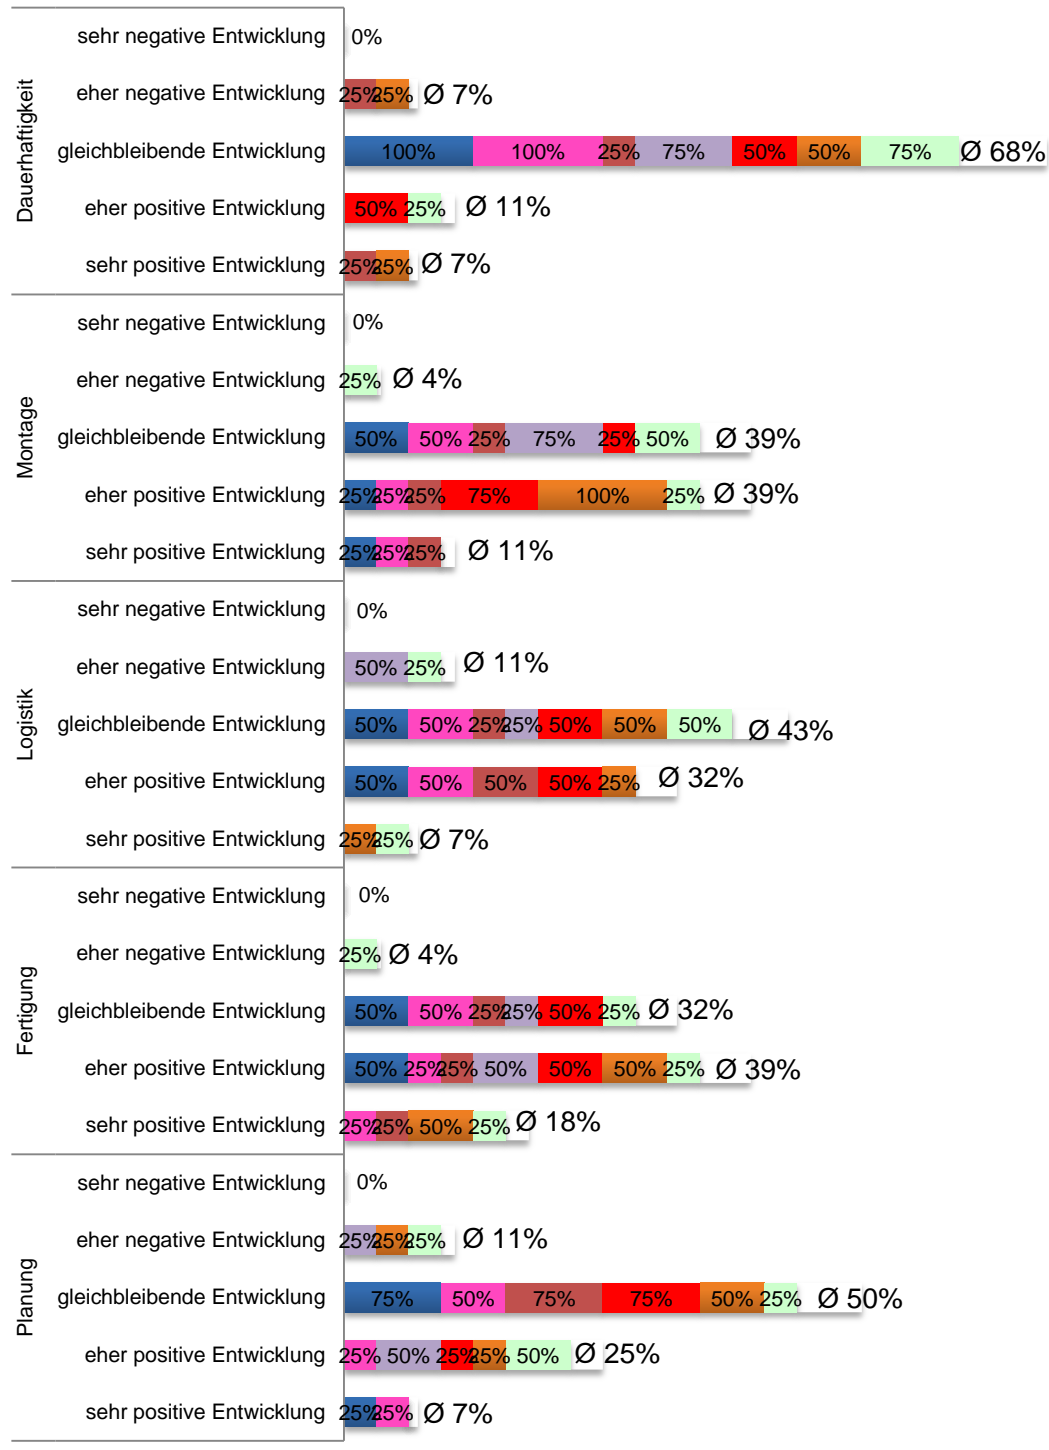 Dauerhaftigkeit
sehr negative Entwicklung 0%
eher negative Entwicklung 25% 25% Ø 7%
gleichbleibende Entwicklung 100% 100% 25% 75% 50% 50% 75% Ø 68%
eher positive Entwicklung 50% 25% Ø 11%
sehr positive Entwicklung 25% 25% Ø 7%
Montage
sehr negative Entwicklung 0%
eher negative Entwicklung 25% Ø 4%
gleichbleibende Entwicklung 50% 50% 25% 75% 25% 50% Ø 39%
eher positive Entwicklung 25% 25% 25% 75% 100% 25% Ø 39%
sehr positive Entwicklung 25% 25% 25% Ø 11%
Logistik
sehr negative Entwicklung 0%
eher negative Entwicklung 50% 25% Ø 11%
gleichbleibende Entwicklung 50% 50% 25% 25% 50% 50% 50% Ø 43%
eher positive Entwicklung 50% 50% 50% 50% 25% Ø 32%
sehr positive Entwicklung 25% 25% Ø 7%
Fertigung
sehr negative Entwicklung 0%
eher negative Entwicklung 25% Ø 4%
gleichbleibende Entwicklung 50% 50% 25% 25% 50% 25% Ø 32%
eher positive Entwicklung 50% 25% 25% 50% 50% 50% 25% Ø 39%
sehr positive Entwicklung 25% 25% 50% 25% Ø 18%
Planung
sehr negative Entwicklung 0%
eher negative Entwicklung 25% 25% 25% Ø 11%
gleichbleibende Entwicklung 75% 50% 75% 75% 50% 25% Ø 50%
eher positive Entwicklung 25% 50% 25% 25% 50% Ø 25%
sehr positive Entwicklung 25% 25% Ø 7%